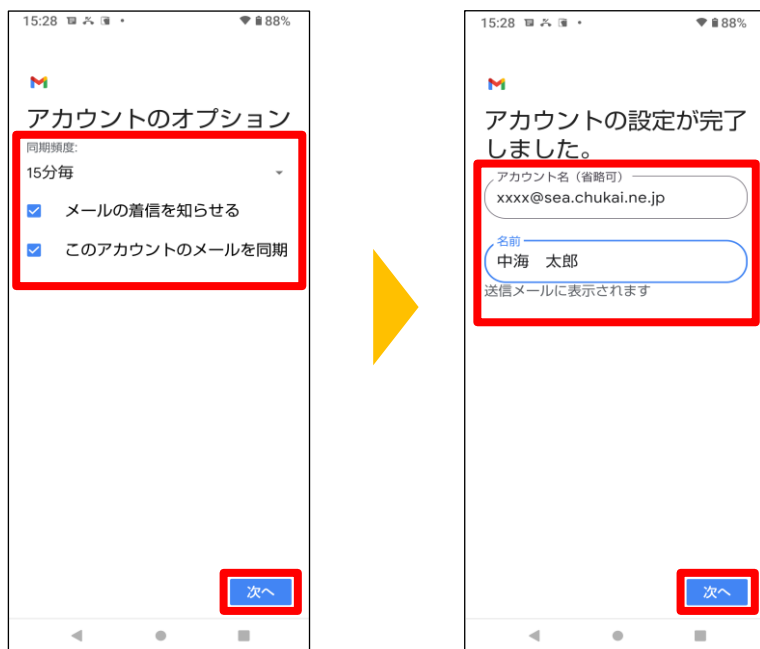 15:28
88%
アカウントのオプション
同期頻度:
15分毎
メールの着信を知らせる
このアカウントのメールを同期
次へ
15:28
88%
アカウントの設定が完了
しました。
アカウント名（省略可）
xxxx@sea.chukai.ne.jp
名前
中海　太郎
送信メールに表示されます
次へ